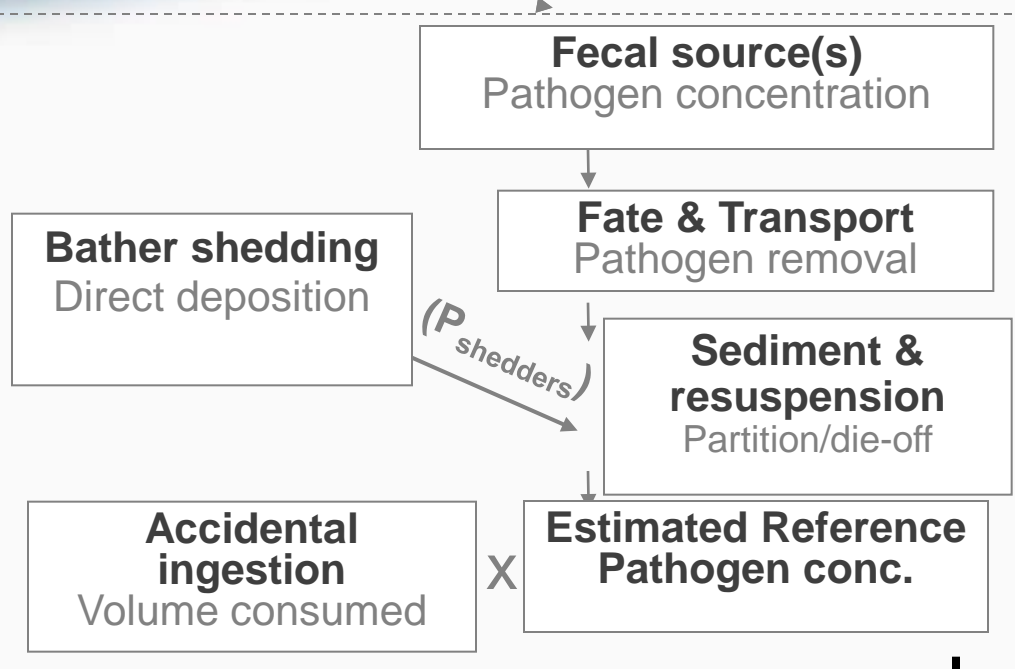 Fecal source(s)
Pathogen concentration
Fate & Transport
Pathogen removal
Bather shedding
Direct deposition
(P shedders)
Sediment &
resuspension
Partition/die-off
Accidental
ingestion
Volume consumed
X
Estimated Reference
Pathogen conc.